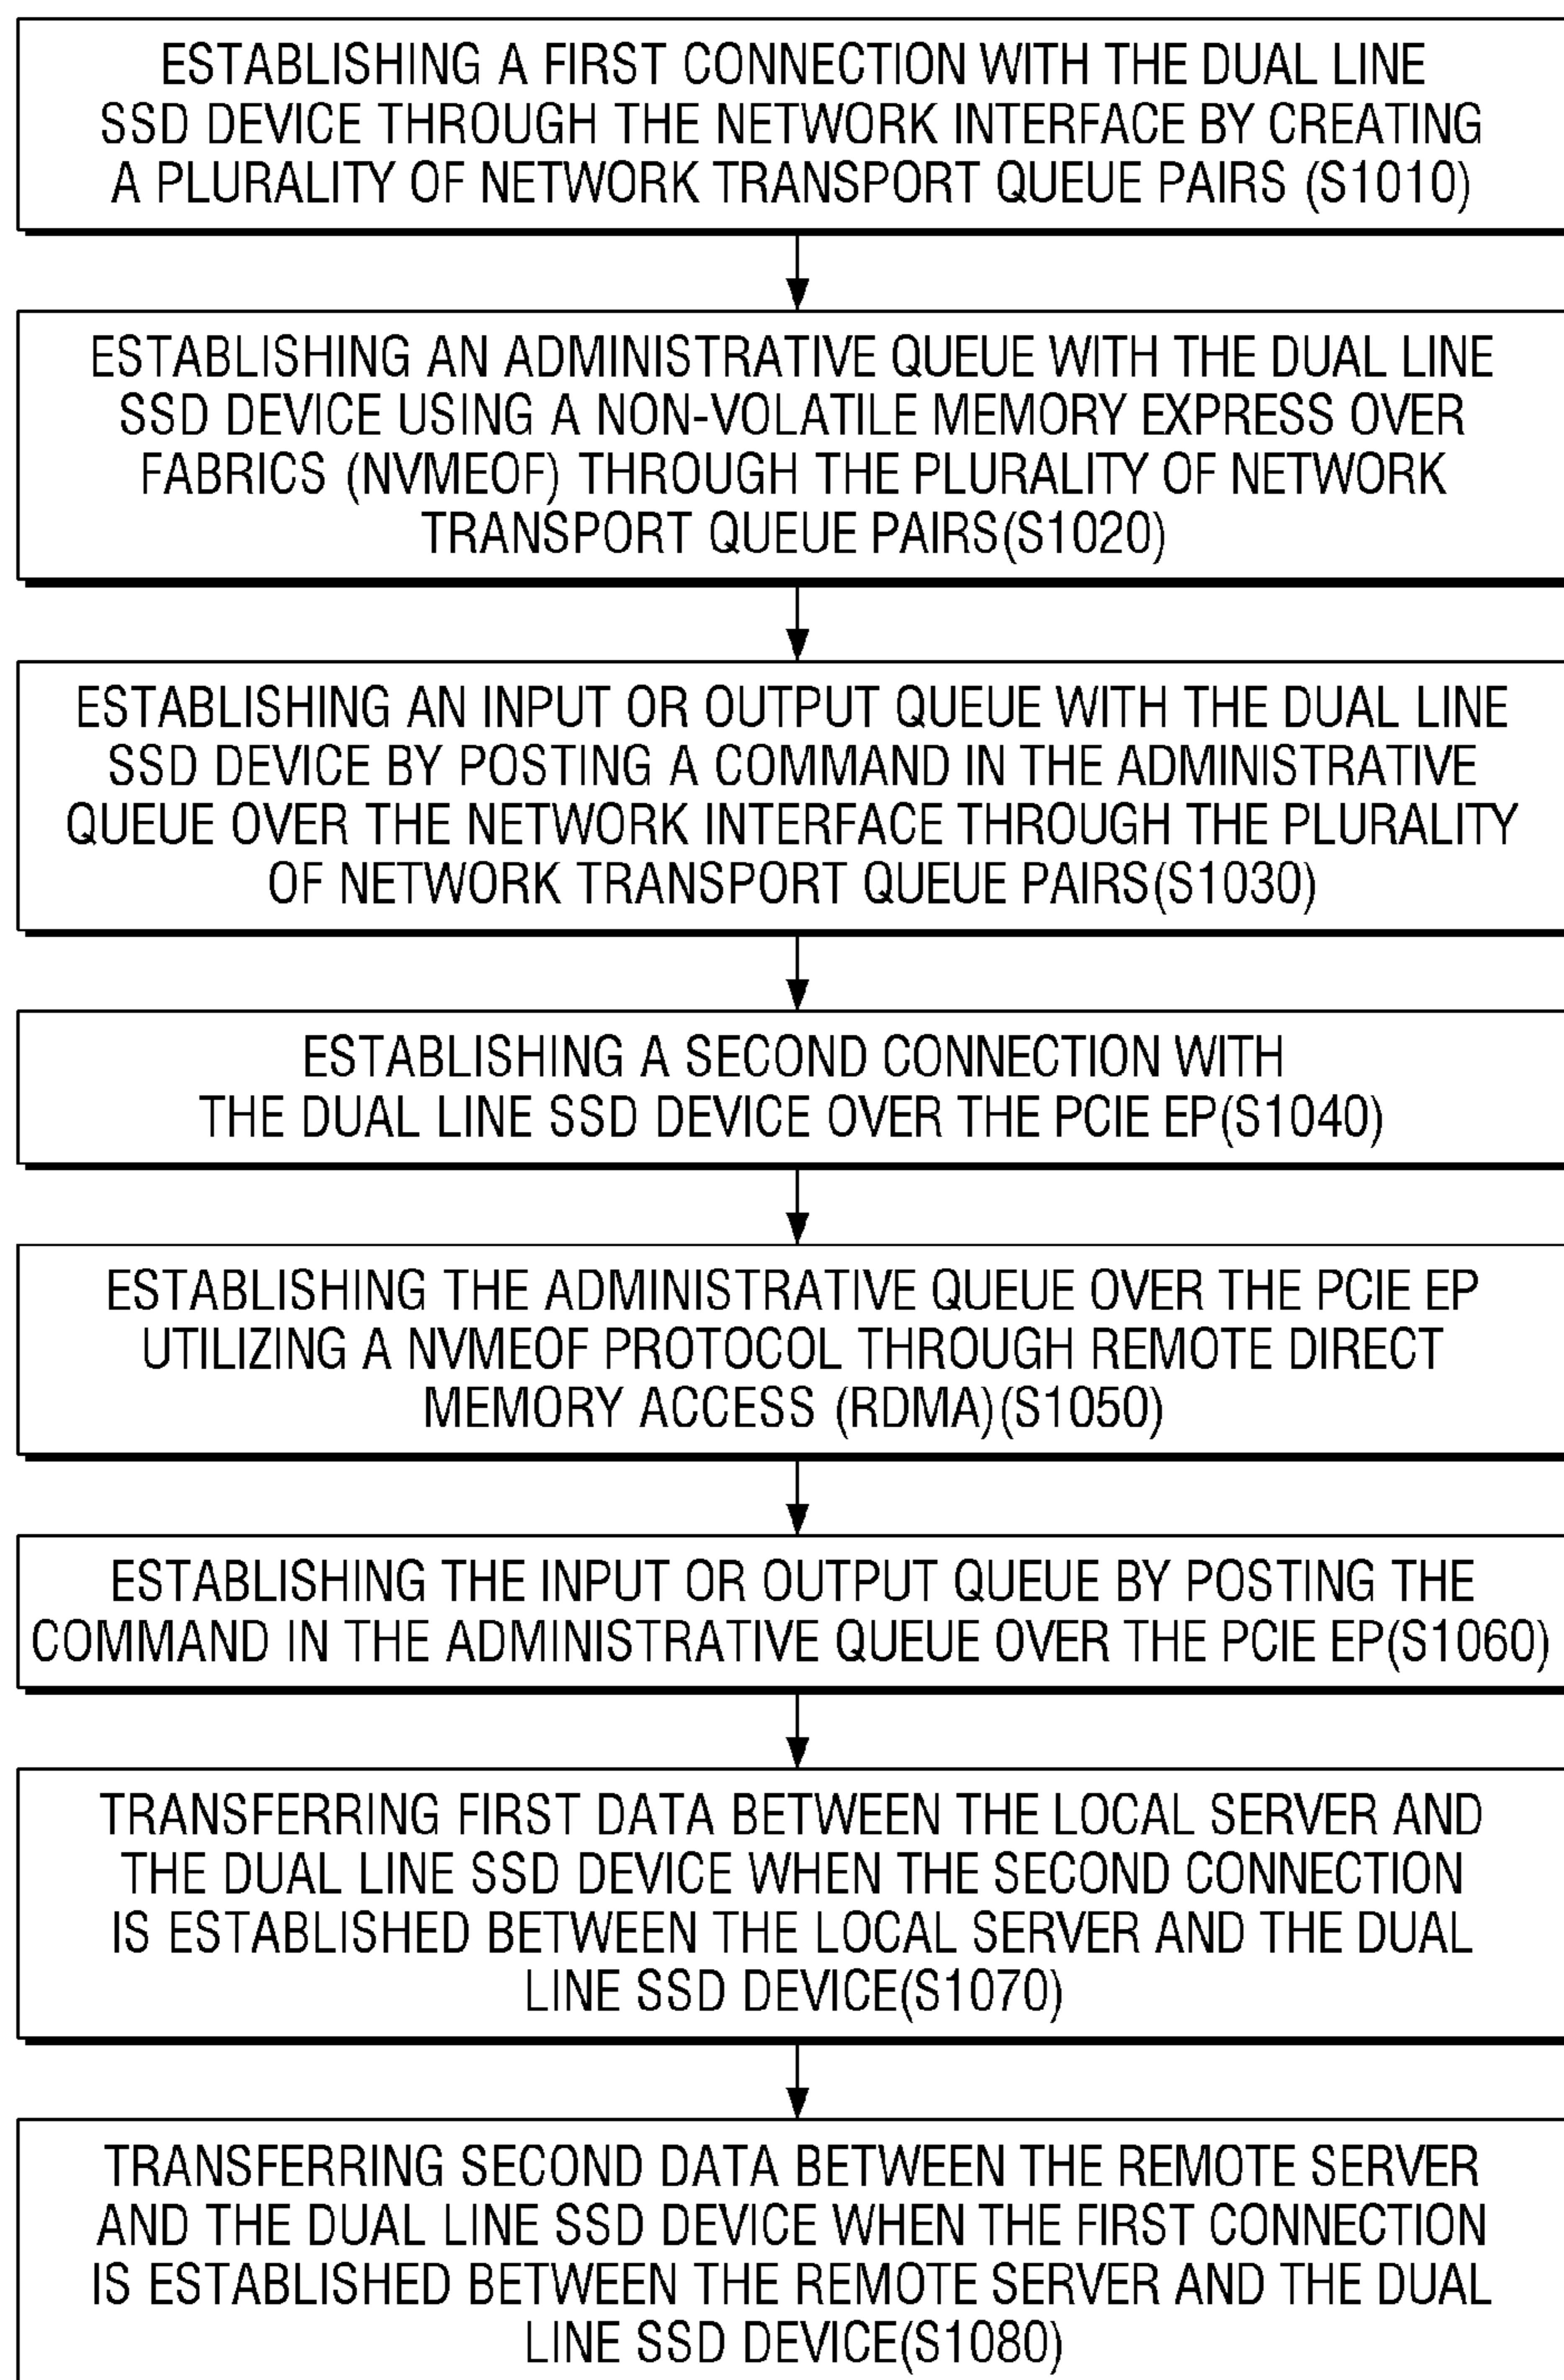 ESTABLISHING A FIRST CONNECTION WITH THE DUAL LINE
SSD DEVICE THROUGH THE NETWORK INTERFACE BY CREATING
A PLURALITY OF NETWORK TRANSPORT QUEUE PAIRS (S1010)
ESTABLISHING AN ADMINISTRATIVE QUEUE WITH THE DUAL LINE
SSD DEVICE USING A NON-VOLATILE MEMORY EXPRESS OVER
FABRICS (NVMEOF) THROUGH THE PLURALITY OF NETWORK
TRANSPORT QUEUE PAIRS(S1020)
ESTABLISHING AN INPUT OR OUTPUT QUEUE WITH THE DUAL LINE
SSD DEVICE BY POSTING A COMMAND IN THE ADMINISTRATIVE
QUEUE OVER THE NETWORK INTERFACE THROUGH THE PLURALITY
OF NETWORK TRANSPORT QUEUE PAIRS(S1030)
ESTABLISHING A SECOND CONNECTION WITH
THE DUAL LINE SSD DEVICE OVER THE PCIE EP(S1040)
ESTABLISHING THE ADMINISTRATIVE QUEUE OVER THE PCIE EP
UTILIZING A NVMEOF PROTOCOL THROUGH REMOTE DIRECT
MEMORY ACCESS (RDMA)(S1050)
ESTABLISHING THE INPUT OR OUTPUT QUEUE BY POSTING THE
COMMAND IN THE ADMINISTRATIVE QUEUE OVER THE PCIE EP(S1060)
TRANSFERRING FIRST DATA BETWEEN THE LOCAL SERVER AND
THE DUAL LINE SSD DEVICE WHEN THE SECOND CONNECTION
IS ESTABLISHED BETWEEN THE LOCAL SERVER AND THE DUAL
LINE SSD DEVICE(S1070)
TRANSFERRING SECOND DATA BETWEEN THE REMOTE SERVER
AND THE DUAL LINE SSD DEVICE WHEN THE FIRST CONNECTION
IS ESTABLISHED BETWEEN THE REMOTE SERVER AND THE DUAL
LINE SSD DEVICE(S1080)